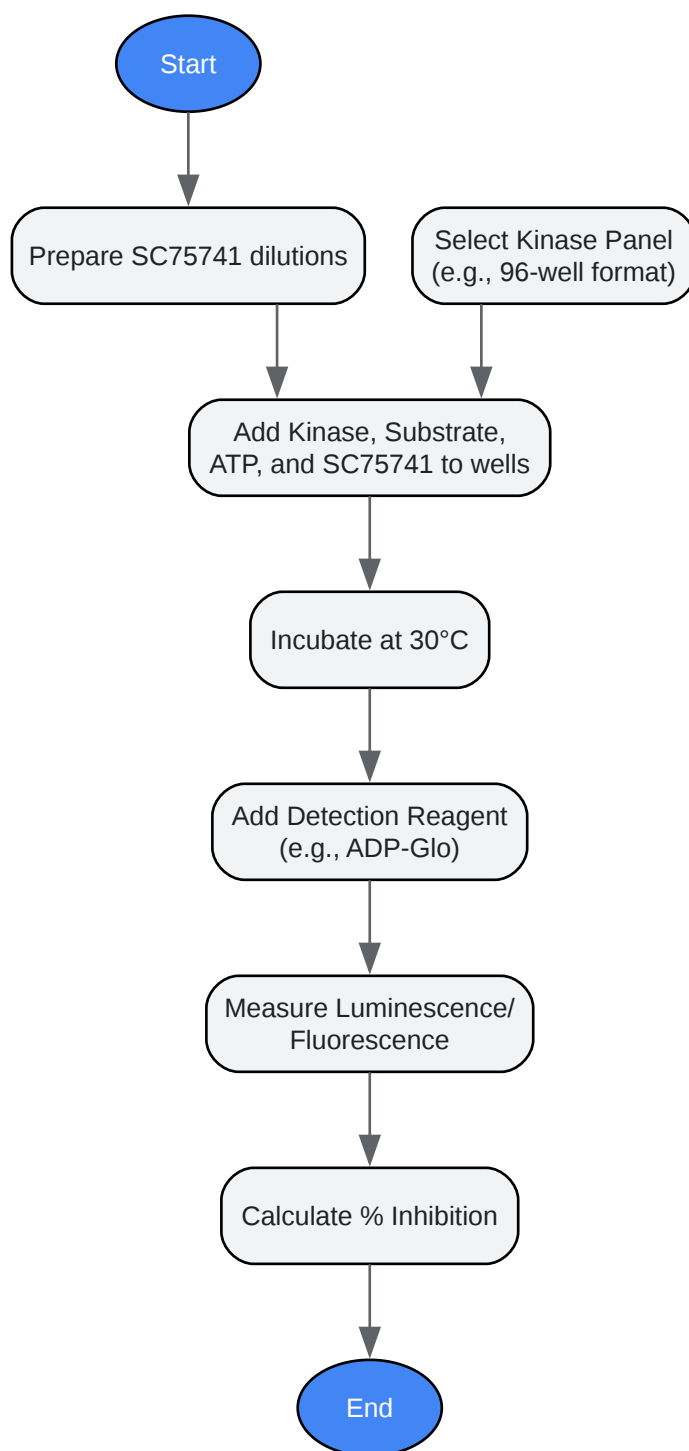 Start
Prepare SC75741 dilutions
Select Kinase Panel
(e.g., 96-well format)
Add Kinase, Substrate,
ATP, and SC75741 to wells
Incubate at 30°C
Add Detection Reagent
(e.g., ADP-Glo)
Measure Luminescence/
Fluorescence
Calculate % Inhibition
End